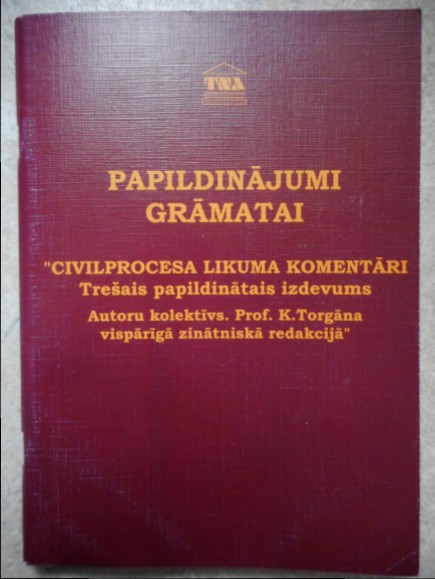 TNA
PAPILDINĀJUMI
GRĀMATAI
"CIVILPROCESA LIKUMA KOMENTĀRI
Trešais papildinātais izdevums
Autoru kolektīvs. Prof. K.Torgāna
vispārīgā zinātniskā redakcijā"